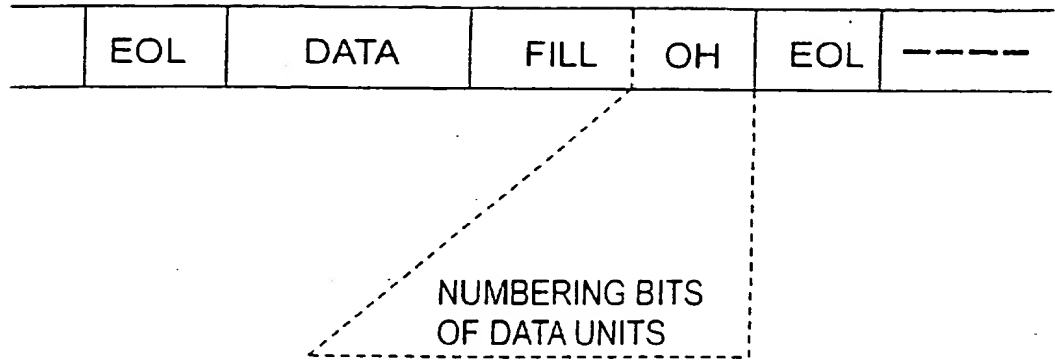 EOL DATA FILL OH EOL ----
NUMBERING BITS
OF DATA UNITS